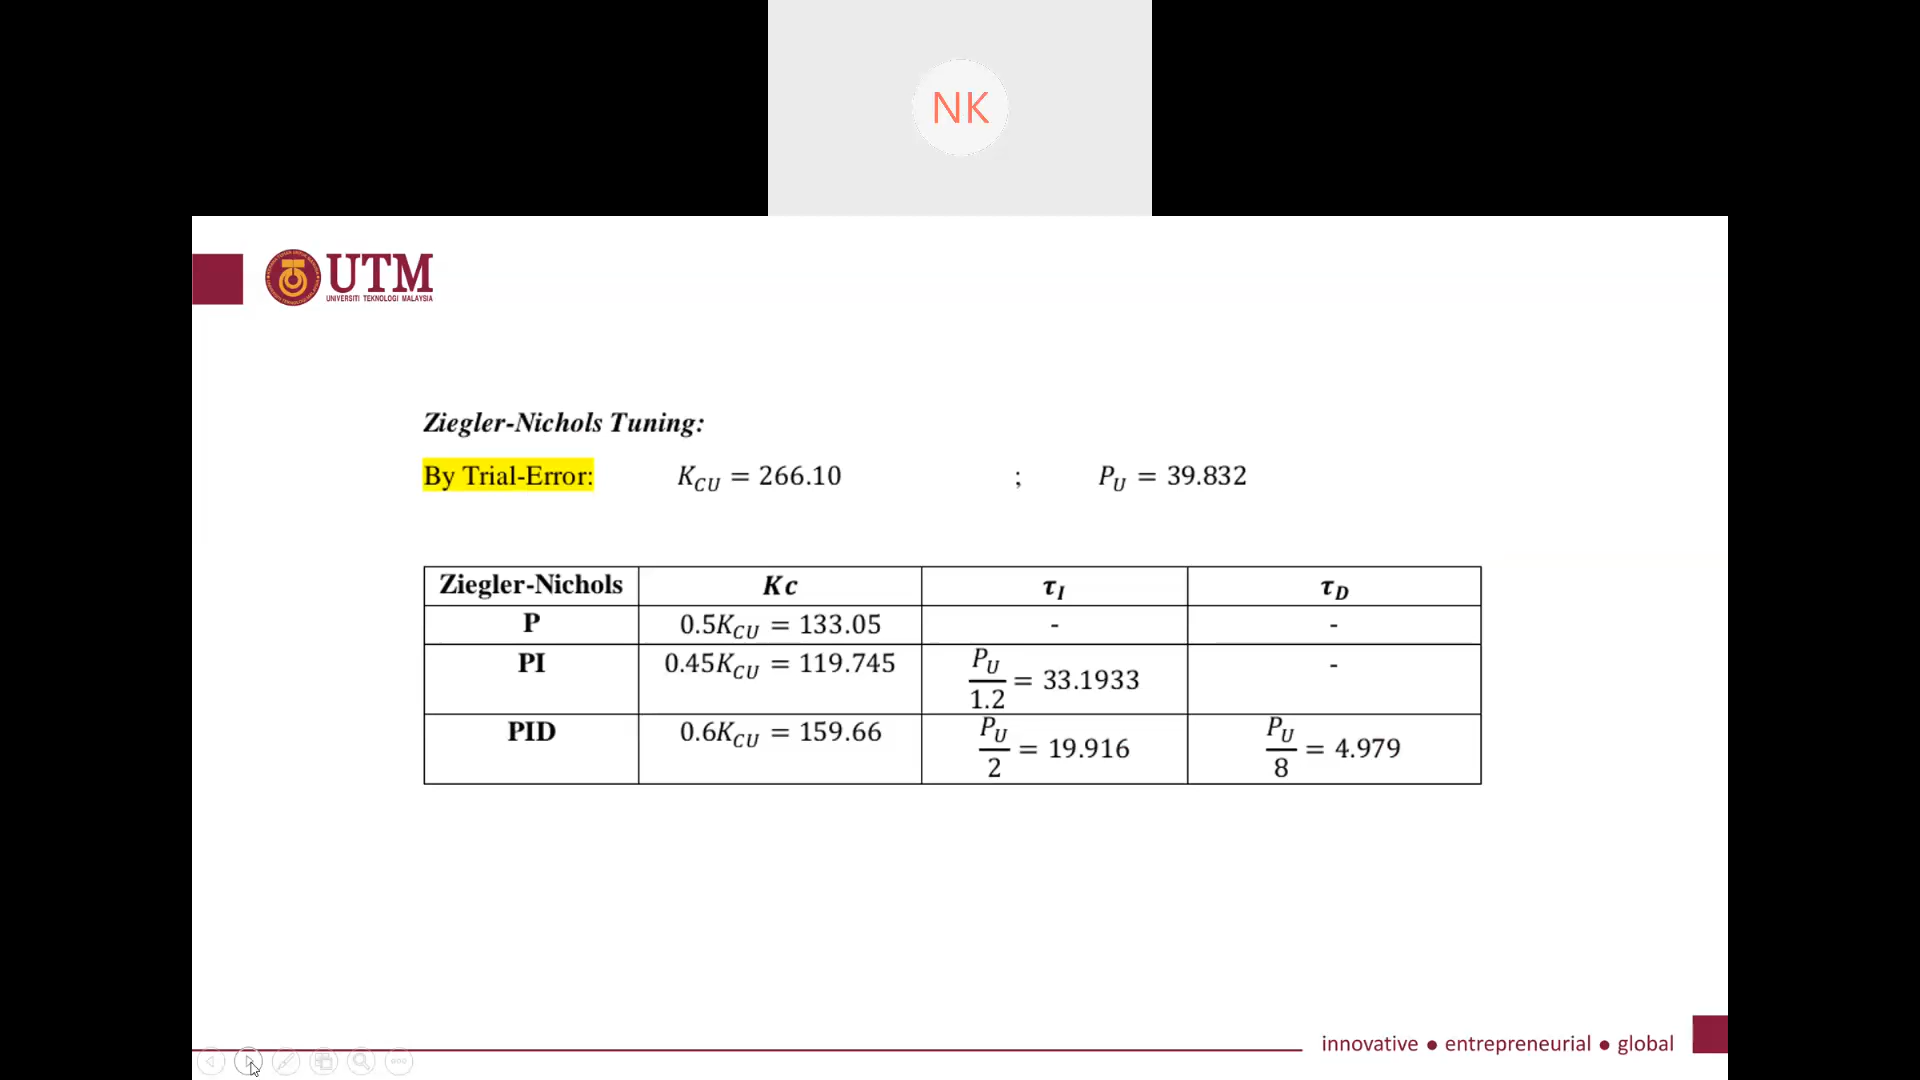 NK
UTM
UNIVERSITI TEKNOLOGI MALAYSIA
Ziegler-Nichols Tuning:
By Trial-Error: K_CU = 266.10 ; P_U = 39.832
Ziegler-Nichols Kc τ_I τ_D
P 0.5K_CU = 133.05 - -
PI 0.45K_CU = 119.745 P_U/1.2 = 33.1933 -
PID 0.6K_CU = 159.66 P_U/2 = 19.916 P_U/8 = 4.979
innovative ● entrepreneurial ● global